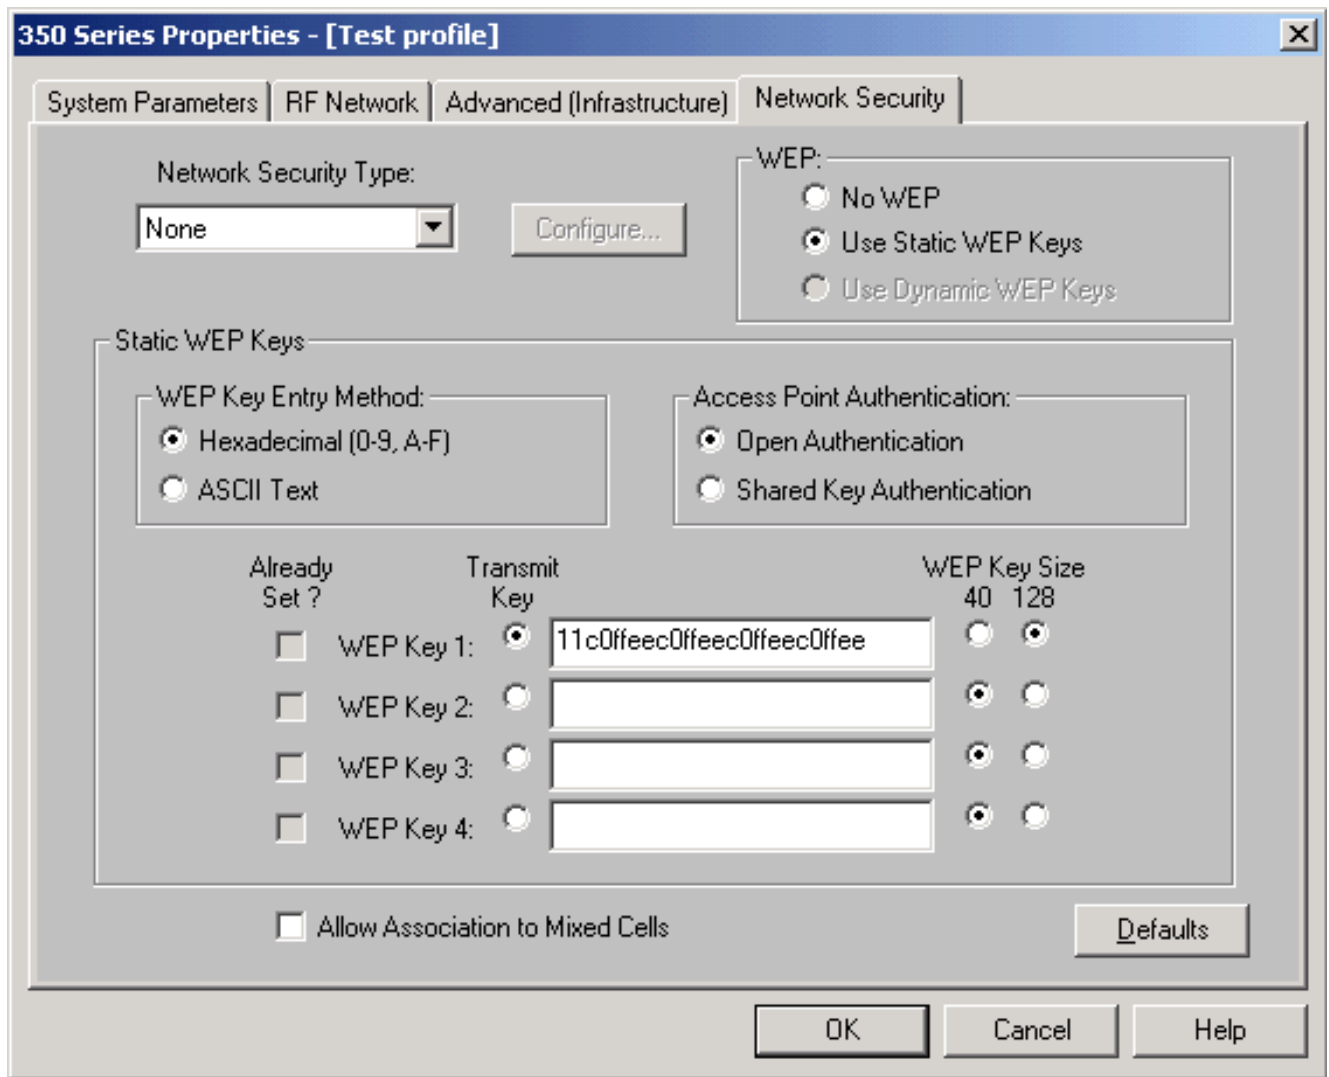 350 Series Properties - [Test profile]
System Parameters RF Network Advanced (Infrastructure) Network Security
Network Security Type:
None
Configure...
WEP:
No WEP
Use Static WEP Keys
Use Dynamic WEP Keys
Static WEP Keys
WEP Key Entry Method:
Hexadecimal (0-9, A-F)
ASCII Text
Access Point Authentication:
Open Authentication
Shared Key Authentication
Already
Set ?
Transmit
Key
WEP Key Size
40 128
WEP Key 1: 11c0ffeec0ffeec0ffeec0ffee
WEP Key 2:
WEP Key 3:
WEP Key 4:
Allow Association to Mixed Cells
Defaults
OK Cancel Help